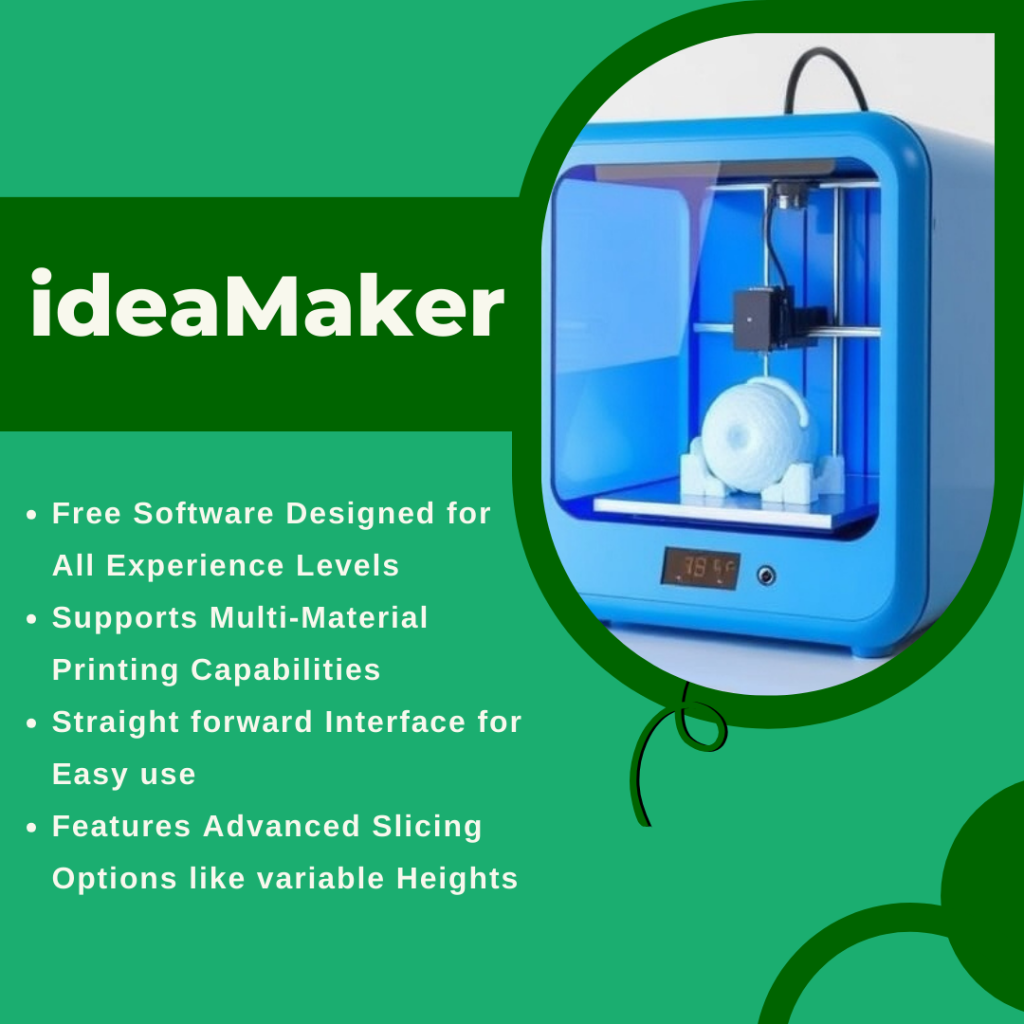 ideaMaker
• Free Software Designed for
All Experience Levels
• Supports Multi-Material
Printing Capabilities
• Straight forward Interface for
Easy use
• Features Advanced Slicing
Options like variable Heights